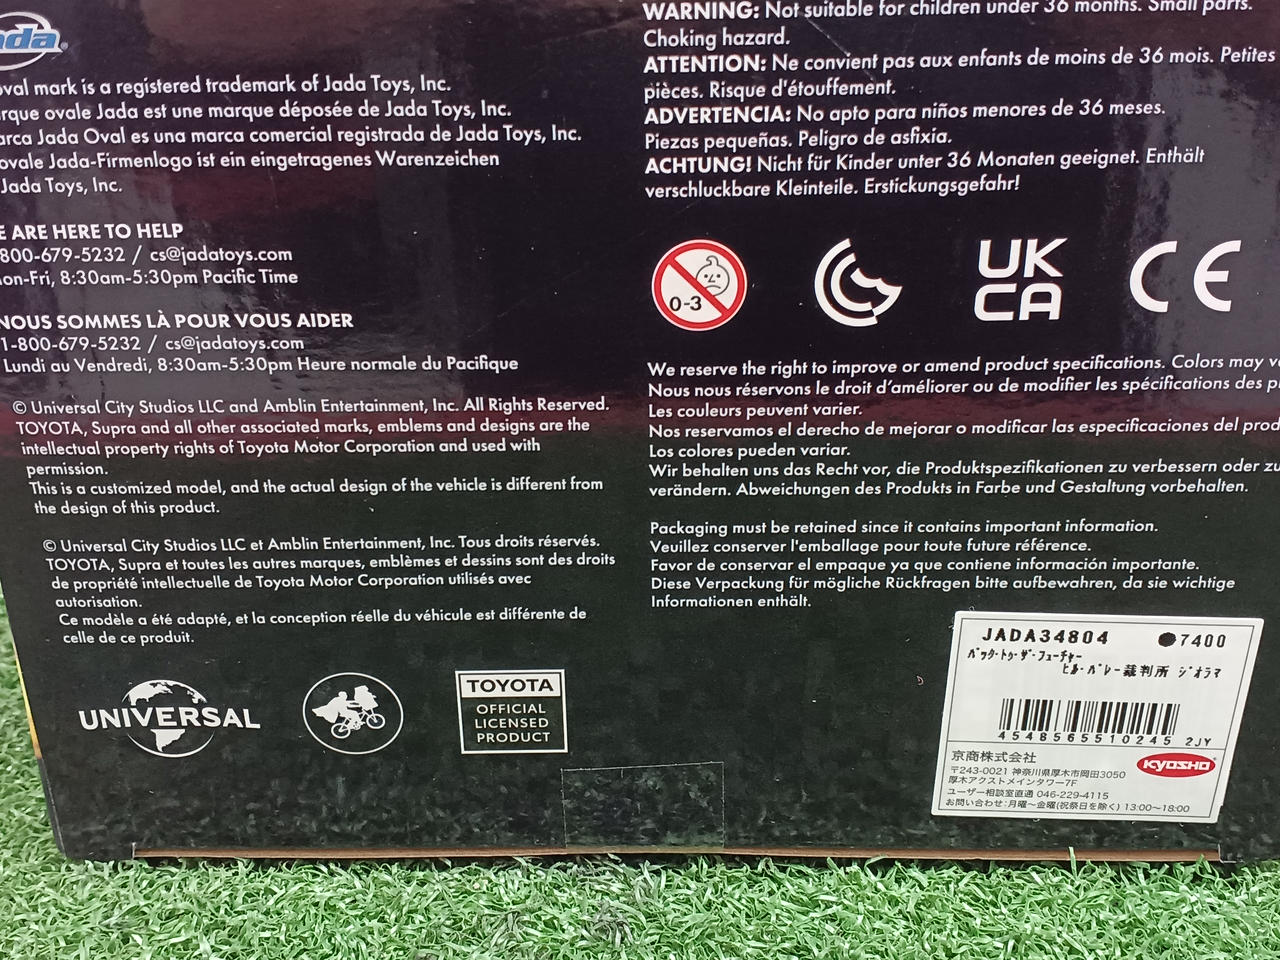 oval mark is a registered trademark of Jada Toys, Inc.
ovale Jada est une marque déposée de Jada Toys, Inc.
Jada Oval es una marca comercial registrada de Jada Toys, Inc.
ovale Jada-Firmenlogo ist ein eingetragenes Warenzeichen
Jada Toys, Inc.
ARE HERE TO HELP
800-679-5232 / cs@jadatoys.com
Mon-Fri, 8:30am-5:30pm Pacific Time
NOUS SOMMES LÀ POUR VOUS AIDER
1-800-679-5232 / cs@jadatoys.com
Lundi au Vendredi, 8:30am-5:30pm Heure normale du Pacifique
© Universal City Studios LLC and Amblin Entertainment, Inc. All Rights Reserved.
TOYOTA, Supra and all other associated marks, emblems and designs are the
intellectual property rights of Toyota Motor Corporation and used with
permission.
This is a customized model, and the actual design of the vehicle is different from
the design of this product.
© Universal City Studios LLC et Amblin Entertainment, Inc. Tous droits réservés.
TOYOTA, Supra et toutes les autres marques, emblèmes et dessins sont des droits
de propriété intellectuelle de Toyota Motor Corporation utilisés avec
autorisation.
Ce modèle a été adapté, et la conception réelle du véhicule est différente de
celle de ce produit.
UNIVERSAL
TOYOTA
OFFICIAL
LICENSED
PRODUCT
WARNING: Not suitable for children under 36 months. Small parts.
Choking hazard.
ATTENTION: Ne convient pas aux enfants de moins de 36 mois. Petites
pièces. Risque d'étouffement.
ADVERTENCIA: No apto para niños menores de 36 meses.
Piezas pequeñas. Peligro de asfixia.
ACHTUNG! Nicht für Kinder unter 36 Monaten geeignet. Enthält
verschluckbare Kleinteile. Erstickungsgefahr!
0-3
UK
CA
CE
We reserve the right to improve or amend product specifications. Colors may
Nous nous réservons le droit d'améliorer ou de modifier les spécifications des
Les couleurs peuvent varier.
Nos reservamos el derecho de mejorar o modificar las especificaciones del
Los colores pueden variar.
Wir behalten uns das Recht vor, die Produktspezifikationen zu verbessern oder zu
verändern. Abweichungen des Produkts in Farbe und Gestaltung vorbehalten.
Packaging must be retained since it contains important information.
Veuillez conserver l'emballage pour toute future référence.
Favor de conservar el empaque ya que contiene información importante.
Diese Verpackung für mögliche Rückfragen bitte aufbewahren, da sie wichtige
Informationen enthält.
JADA34804 ●7400
バック・トゥ・ザ・フューチャー
ヒル・バレー裁判所 ジオラマ
4548565510245 2JY
京商株式会社
KYOSHO
〒243-0021 神奈川県厚木市岡田3050
厚木アクストメインタワー7F
ユーザー相談室直通 046-229-4115
お問い合わせ:月曜〜金曜(祝祭日を除く) 13:00〜18:00